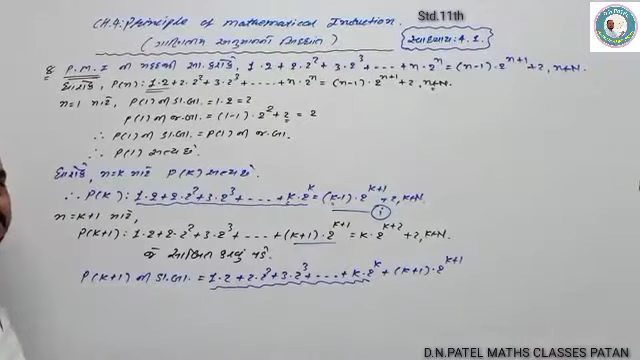 CH.4: Principle of mathematical Induction. Std.11th
(ગાણિતિક અનુમાનનો સિદ્ધાંત) સ્વાધ્યાય 4.1.
8 P.M.I ની મદદથી સા.કરોકે, 1·2+2·2²+3·2³+----+n·2ⁿ = (n-1)·2ⁿ⁺¹+2, n∈N.
ધારોકે, P(n): 1·2+2·2²+3·2³+----+n·2ⁿ = (n-1)·2ⁿ⁺¹+2, n∈N.
n=1 માટે, P(1) ની ડા.બા. = 1·2 = 2
P(1) ની જ.બા. = (1-1)·2²+2 = 2
∴ P(1) ની ડા.બા. = P(1) ની જ.બા.
∴ P(1) સત્ય છે.
ધારોકે, n=k માટે P(k) સત્ય છે.
∴ P(k): 1·2+2·2²+3·2³+----+k·2ᵏ = (k-1)·2ᵏ⁺¹+2, k∈N.
i
n=k+1 માટે,
P(k+1): 1·2+2·2²+3·2³+----+(k+1)·2ᵏ⁺¹ = k·2ᵏ⁺²+2, k∈N.
જે સાબિત કરવું પડે.
P(k+1) ની ડા.બા. = 1·2+2·2²+3·2³+----+k·2ᵏ+(k+1)·2ᵏ⁺¹
D.N.PATEL MATHS CLASSES PATAN